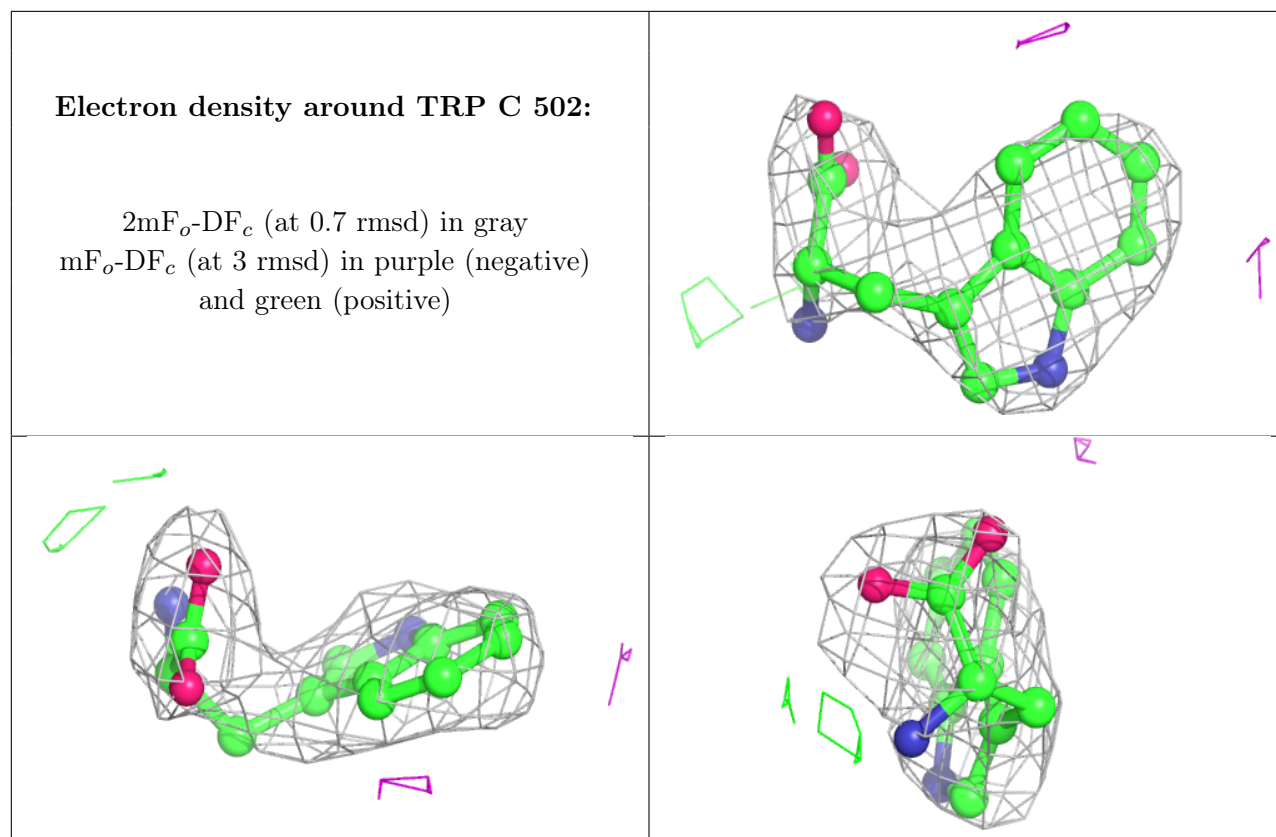 Electron density around TRP C 502:
2mFₒ-DF𝑐 (at 0.7 rmsd) in gray
mFₒ-DF𝑐 (at 3 rmsd) in purple (negative)
and green (positive)